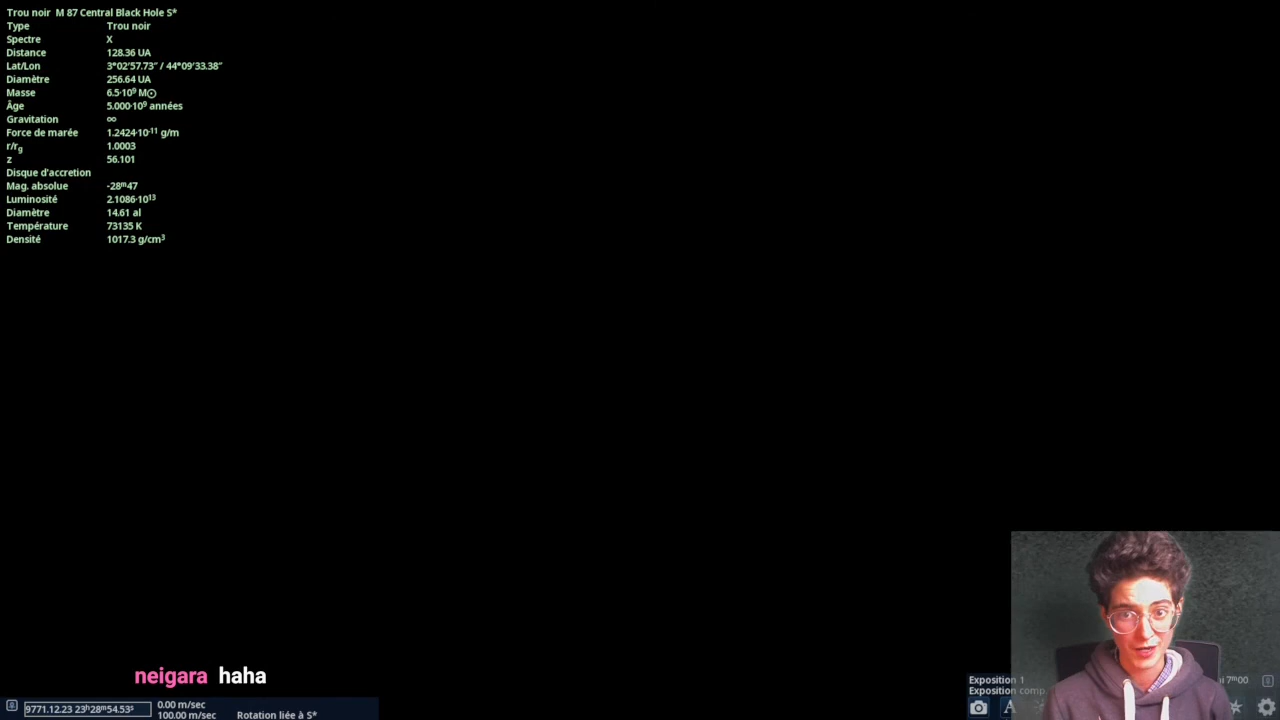 Trou noir M 87 Central Black Hole S*
Type Trou noir
Spectre X
Distance 128.36 UA
Lat/Lon 3°02'57.73" / 44°09'33.38"
Diamètre 256.64 UA
Masse 6.5·10⁹ M☉
Âge 5.000·10⁹ années
Gravitation ∞
Force de marée 1.2424·10⁻¹¹ g/m
r/rg 1.0003
z 56.101
Disque d'accretion
Mag. absolue -28ᵐ47
Luminosité 2.1086·10¹³
Diamètre 14.61 al
Température 73135 K
Densité 1017.3 g/cm³
neigara haha
9771.12.23 23ʰ28ᵐ54.53ˢ
0.00 m/sec
100.00 m/sec Rotation liée à S*
Exposition 1
Exposition comp
7ᵐ00
A